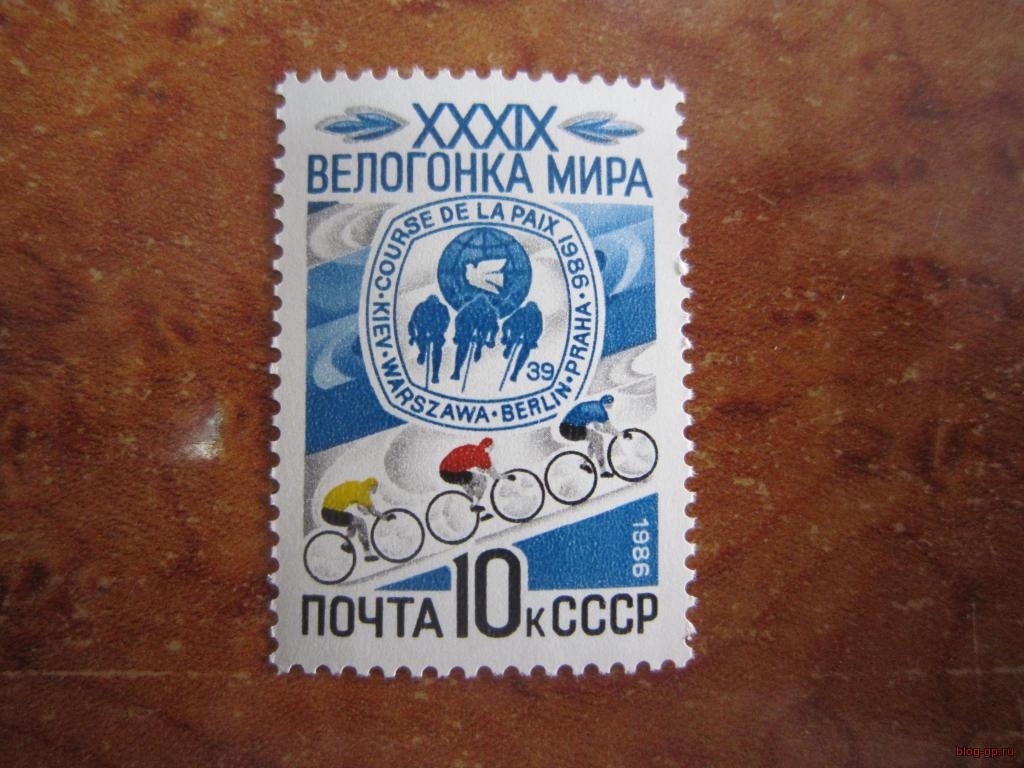 XXXIX
ВЕЛОГОНКА МИРА
COURSE DE LA PAIX 1986 •
KIEV • WARSZAWA • BERLIN • PRAHA •
39
1986
ПОЧТА 10 к СССР
blog-gp.ru